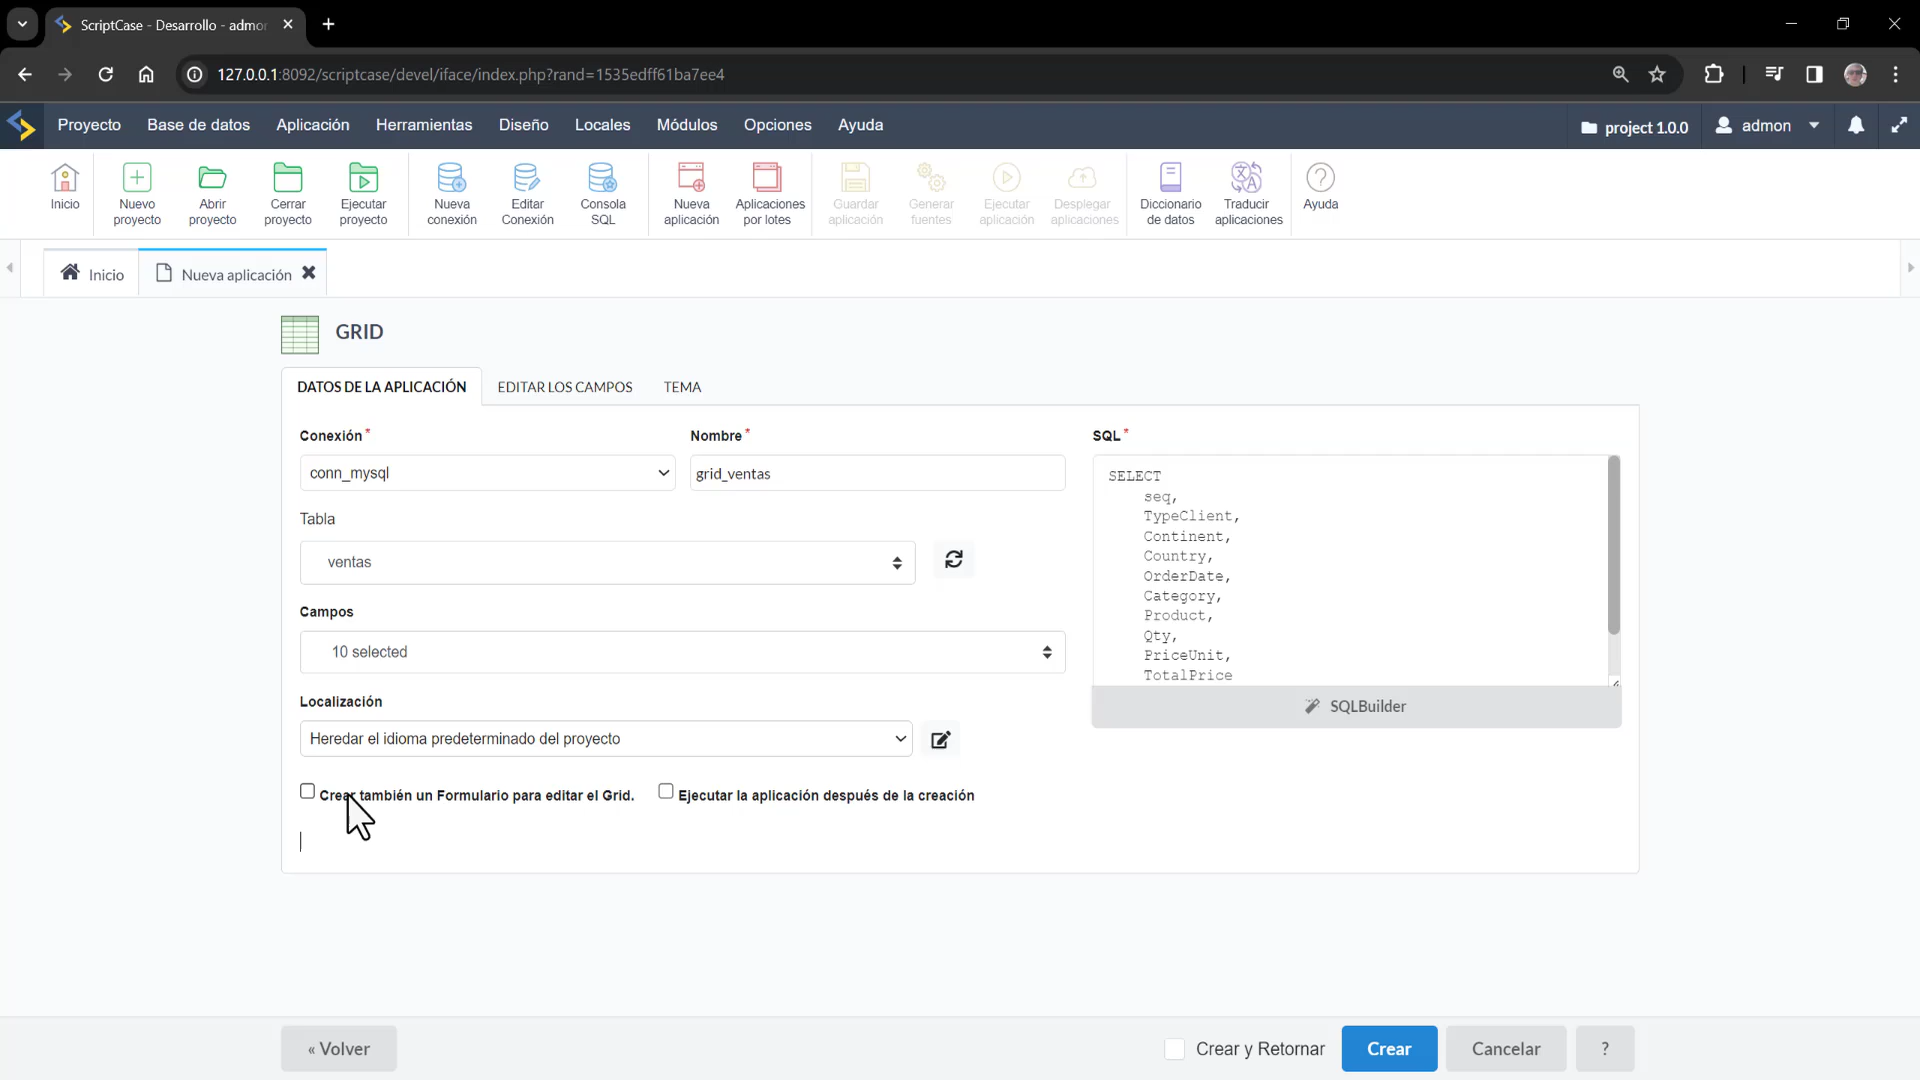 ScriptCase - Desarrollo - admon
127.0.0.1:8092/scriptcase/devel/iface/index.php?rand=1535edff61ba7ee4
Proyecto Base de datos Aplicación Herramientas Diseño Locales Módulos Opciones Ayuda
project 1.0.0 admon
Inicio
Nuevo proyecto
Abrir proyecto
Cerrar proyecto
Ejecutar proyecto
Nueva conexión
Editar Conexión
Consola SQL
Nueva aplicación
Aplicaciones por lotes
Guardar aplicación
Generar fuentes
Ejecutar aplicación
Desplegar aplicaciones
Diccionario de datos
Traducir aplicaciones
Ayuda
Inicio Nueva aplicación
GRID
DATOS DE LA APLICACIÓN EDITAR LOS CAMPOS TEMA
Conexión* Nombre* SQL*
conn_mysql grid_ventas
Tabla
ventas
Campos
10 selected
Localización
Heredar el idioma predeterminado del proyecto
Crear también un Formulario para editar el Grid. Ejecutar la aplicación después de la creación
SELECT
seq,
TypeClient,
Continent,
Country,
OrderDate,
Category,
Product,
Qty,
PriceUnit,
TotalPrice
SQLBuilder
« Volver Crear y Retornar Crear Cancelar ?